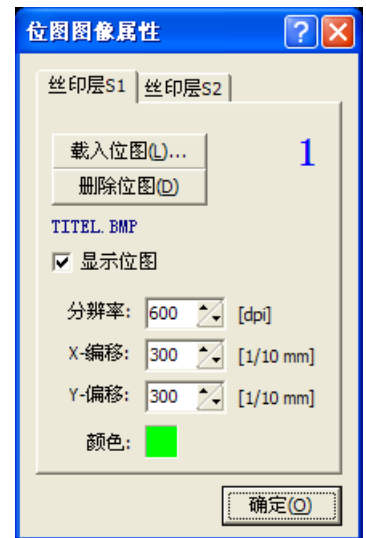 位图图像属性
丝印层S1 丝印层S2
载入位图(L)... 1
删除位图(D)
TITEL.BMP
显示位图
分辨率: 600 [dpi]
X-偏移: 300 [1/10 mm]
Y-偏移: 300 [1/10 mm]
颜色:
确定(O)